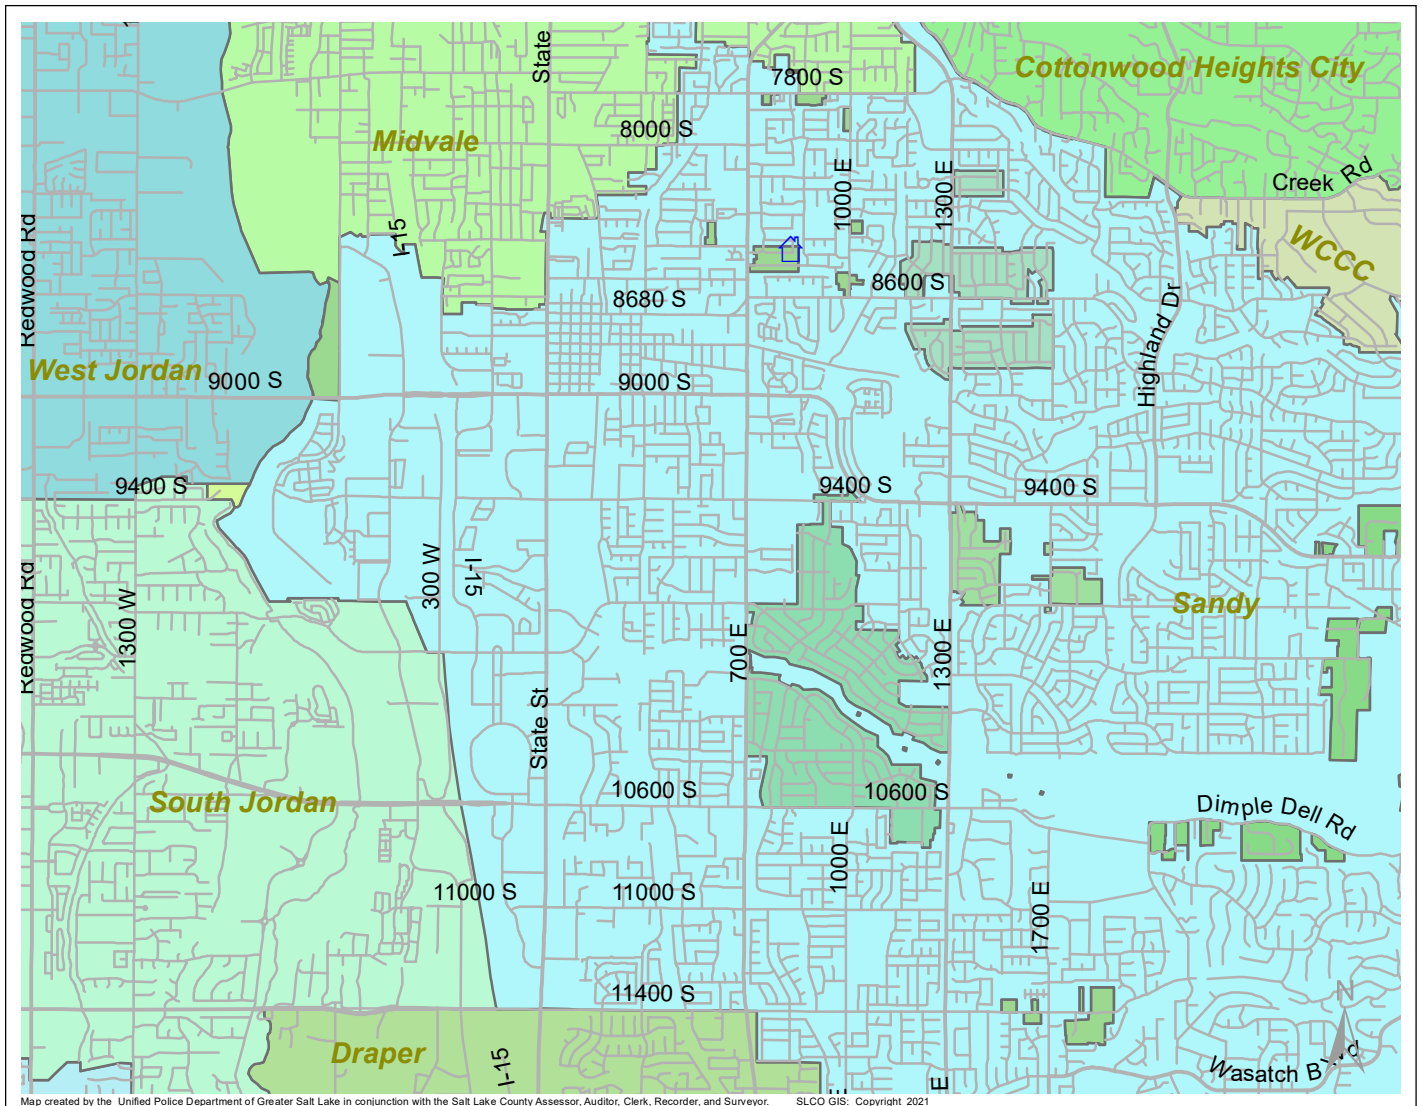 State
7800 S
Cottonwood Heights City
8000 S
Midvale
1000 E
1300 E
Creek Rd
Redwood Rd
I-15
WCCC
8680 S
8600 S
Highland Dr
West Jordan
9000 S
9000 S
9400 S
9400 S
9400 S
Redwood Rd
1300 W
300 W
I-15
700 E
1300 E
Sandy
State St
South Jordan
10600 S
10600 S
Dimple Dell Rd
1000 E
11000 S
11000 S
1700 E
11400 S
N
Draper
I-15
E
E
Wasatch Blvd
Map created by the Unified Police Department of Greater Salt Lake in conjunction with the Salt Lake County Assessor, Auditor, Clerk, Recorder, and Surveyor. SLCO GIS: Copyright 2021